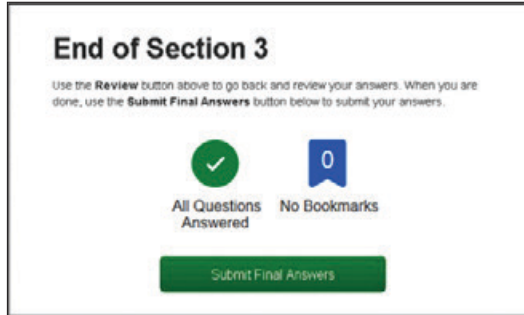 End of Section 3
Use the Review button above to go back and review your answers. When you are
done, use the Submit Final Answers button below to submit your answers.
0
All Questions
Answered
No Bookmarks
Submit Final Answers